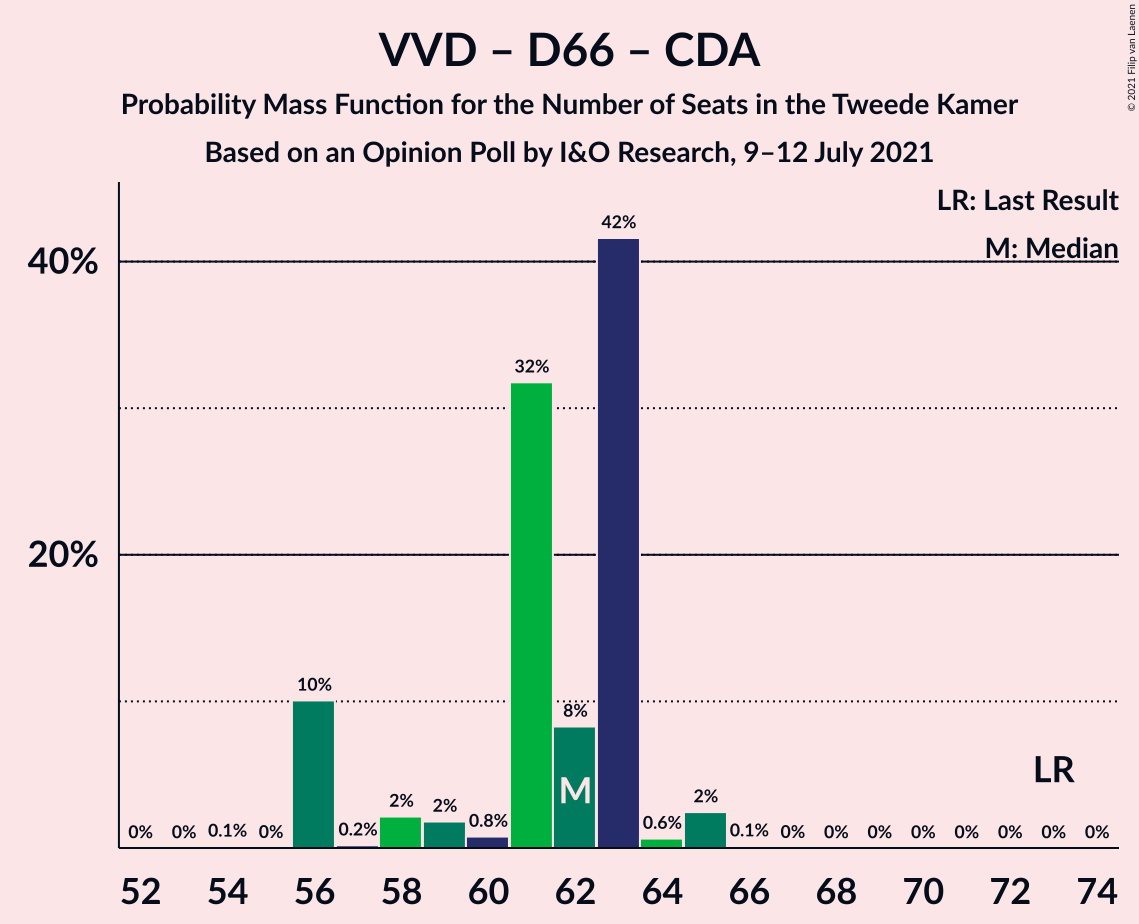 VVD – D66 – CDA
Probability Mass Function for the Number of Seats in the Tweede Kamer
Based on an Opinion Poll by I&O Research, 9–12 July 2021
© 2021 Filip van Laenen
LR: Last Result
M: Median
40%
20%
0% 0% 0.1% 0% 10% 0.2% 2% 2% 0.8% 32% 8% 42% 0.6% 2% 0.1% 0% 0% 0% 0% 0% 0% 0% 0%
M
LR
52 54 56 58 60 62 64 66 68 70 72 74